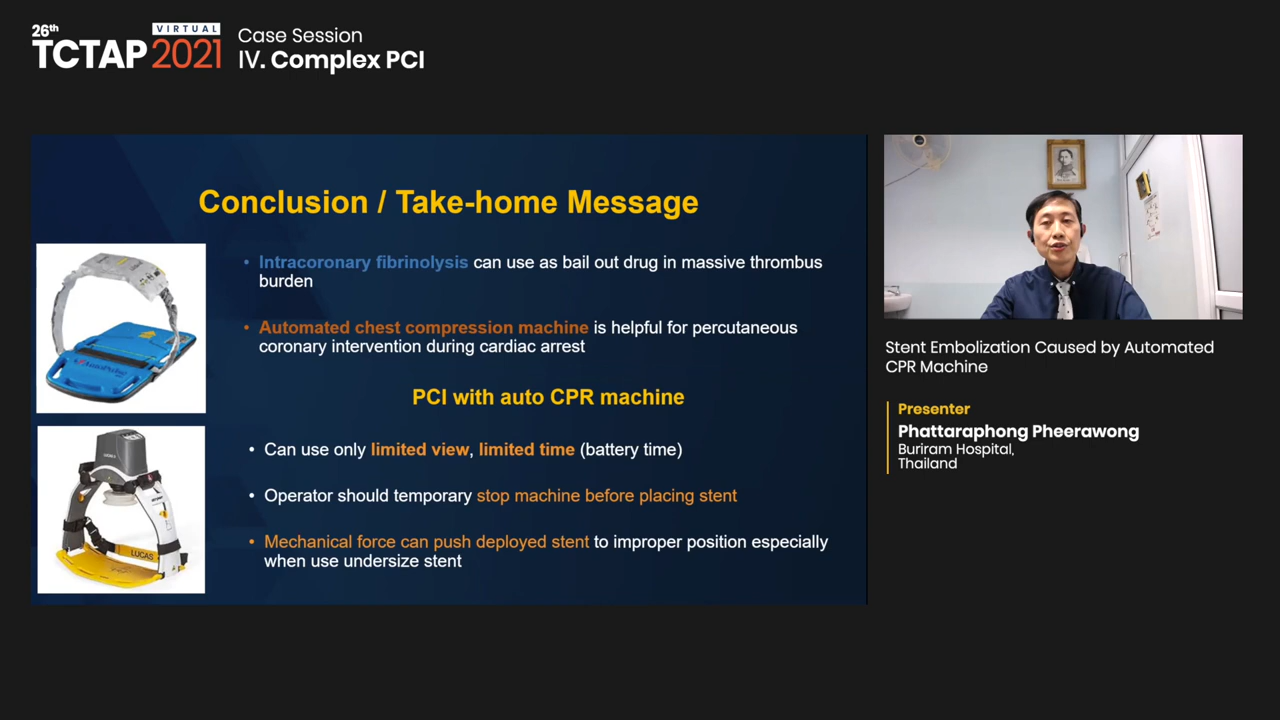 26th
VIRTUAL
TCTAP 2021
Case Session
IV. Complex PCI
Conclusion / Take-home Message
• Intracoronary fibrinolysis can use as bail out drug in massive thrombus
burden
• Automated chest compression machine is helpful for percutaneous
coronary intervention during cardiac arrest
PCI with auto CPR machine
• Can use only limited view, limited time (battery time)
• Operator should temporary stop machine before placing stent
• Mechanical force can push deployed stent to improper position especially
when use undersize stent
AutoPulse
LUCAS
Stent Embolization Caused by Automated
CPR Machine
Presenter
Phattaraphong Pheerawong
Buriram Hospital,
Thailand